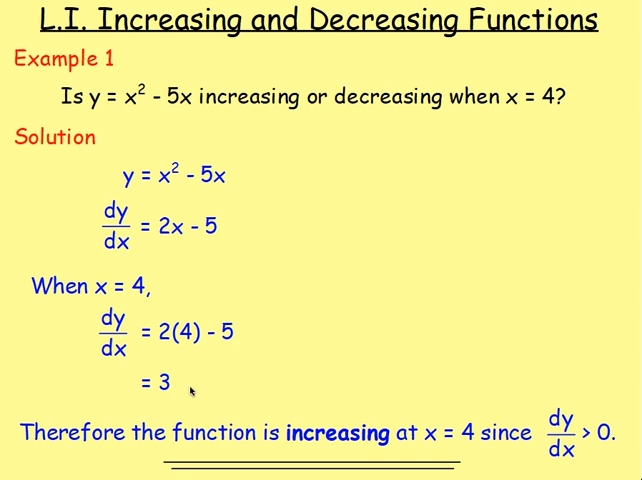 L.I. Increasing and Decreasing Functions
Example 1
Is y = x² - 5x increasing or decreasing when x = 4?
Solution
y = x² - 5x
dy/dx = 2x - 5
When x = 4,
dy/dx = 2(4) - 5
= 3
Therefore the function is increasing at x = 4 since dy/dx > 0.